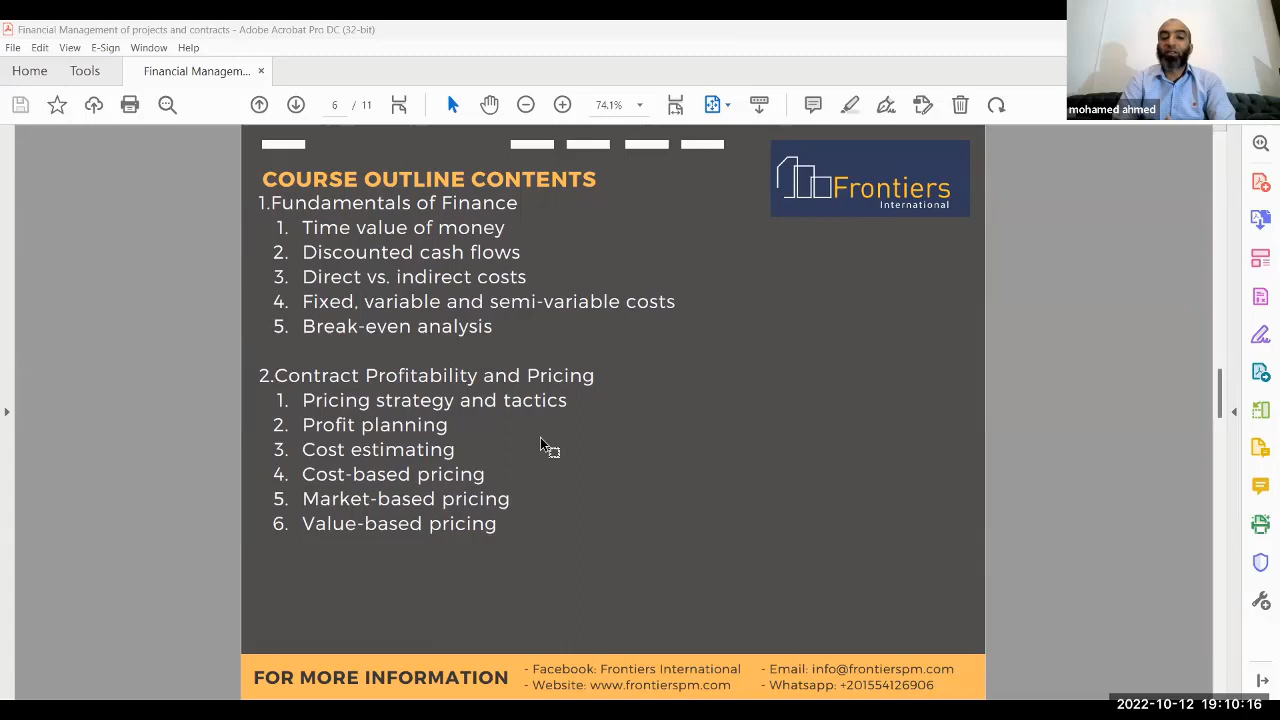 Financial Management of projects and contracts - Adobe Acrobat Pro DC (32-bit)
File Edit View E-Sign Window Help
Home Tools Financial Managem... ×
6 / 11 74.1%
mohamed ahmed
COURSE OUTLINE CONTENTS
Frontiers
International
1.Fundamentals of Finance
1. Time value of money
2. Discounted cash flows
3. Direct vs. indirect costs
4. Fixed, variable and semi-variable costs
5. Break-even analysis
2.Contract Profitability and Pricing
1. Pricing strategy and tactics
2. Profit planning
3. Cost estimating
4. Cost-based pricing
5. Market-based pricing
6. Value-based pricing
FOR MORE INFORMATION
- Facebook: Frontiers International
- Website: www.frontierspm.com
- Email: info@frontierspm.com
- Whatsapp: +201554126906
2022-10-12 19:10:16